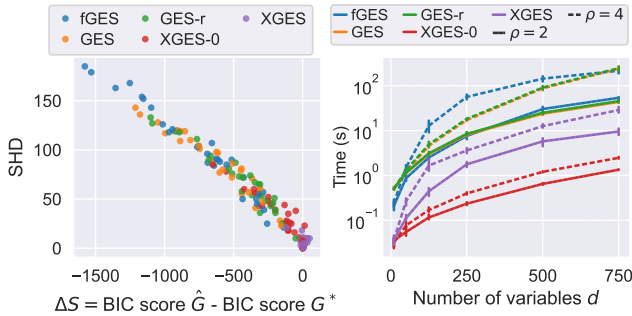 fGES GES-r XGES
GES XGES-0
SHD
150
100
50
0
−1500 −1000 −500 0
ΔS = BIC score Ĝ - BIC score G*
fGES GES-r XGES ρ = 4
GES XGES-0 ρ = 2
Time (s)
10²
10¹
10⁰
10⁻¹
0 250 500 750
Number of variables d